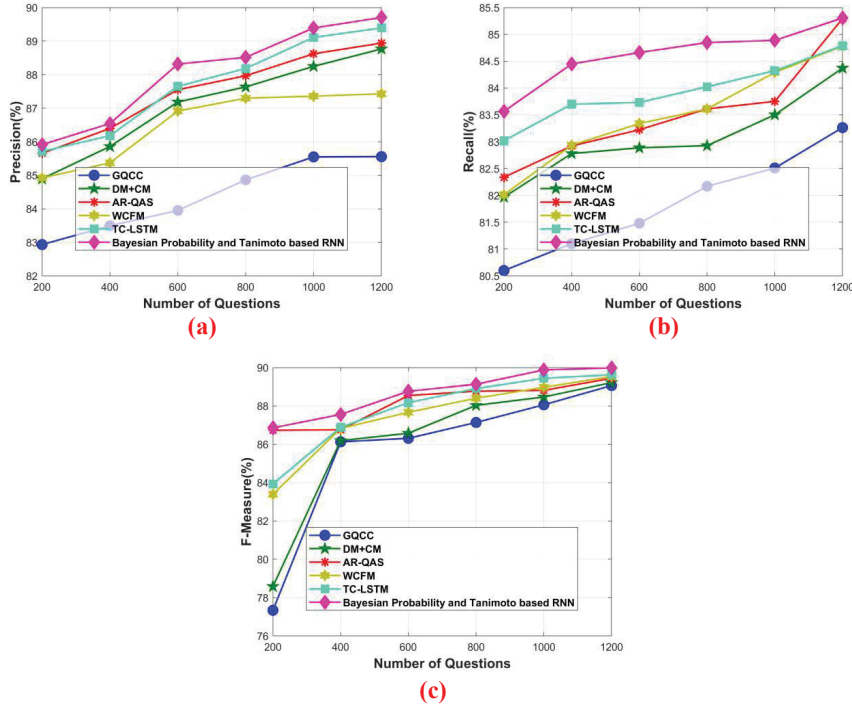 90
89
88
87
86
85
84
83
82
Precision(%)
GQCC
DM+CM
AR-QAS
WCFM
TC-LSTM
Bayesian Probability and Tanimoto based RNN
200 400 600 800 1000 1200
Number of Questions
(a)
85.5
85
84.5
84
83.5
83
82.5
82
81.5
81
80.5
Recall(%)
GQCC
DM+CM
AR-QAS
WCFM
TC-LSTM
Bayesian Probability and Tanimoto based RNN
200 400 600 800 1000 1200
Number of Questions
(b)
90
88
86
84
82
80
78
76
F-Measure(%)
GQCC
DM+CM
AR-QAS
WCFM
TC-LSTM
Bayesian Probability and Tanimoto based RNN
200 400 600 800 1000 1200
Number of Questions
(c)